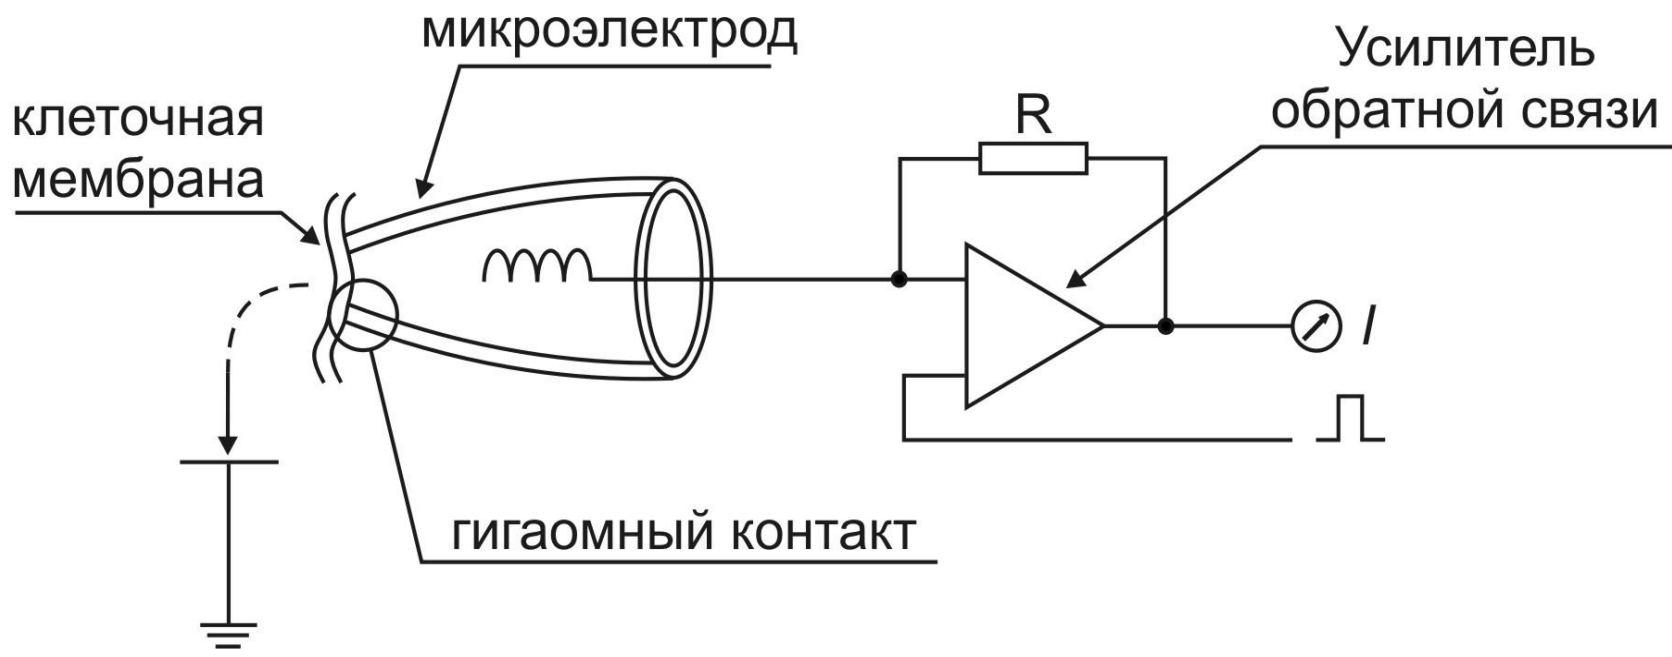 микроэлектрод
Усилитель
обратной связи
клеточная
мембрана
R
I
гигаомный контакт